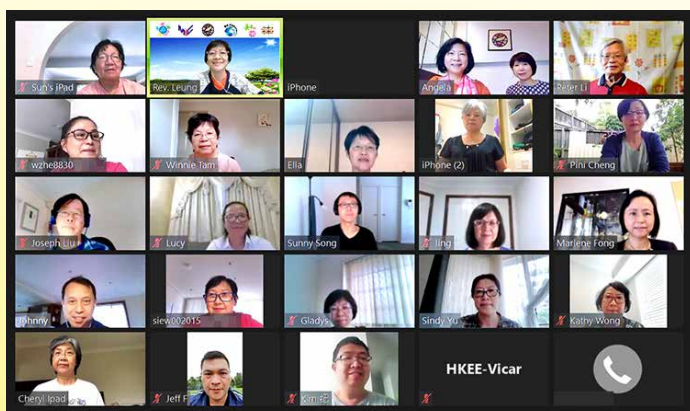 Sun's iPad
Rev. Leung
iPhone
Angela
Peter Li
wzhe8830
Winnie Tam
Ella
iPhone (2)
Pini Cheng
Joseph Liu
Lucy
Sunny Song
Jing
Marlene Fong
Johnny
siew002015
Gladys
Sindy Yu
Kathy Wong
Cheryl Ipad
Jeff F
Kim
HKEE-Vicar